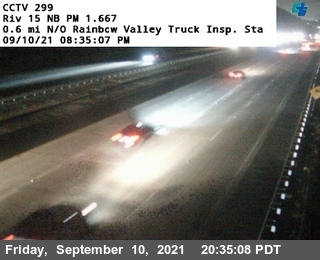 CCTV 299
Riv 15 NB PM 1.667
0.6 mi N/O Rainbow Valley Truck Insp. Sta
09/10/21 08:35:07 PM
Friday, September 10, 2021 20:35:08 PDT